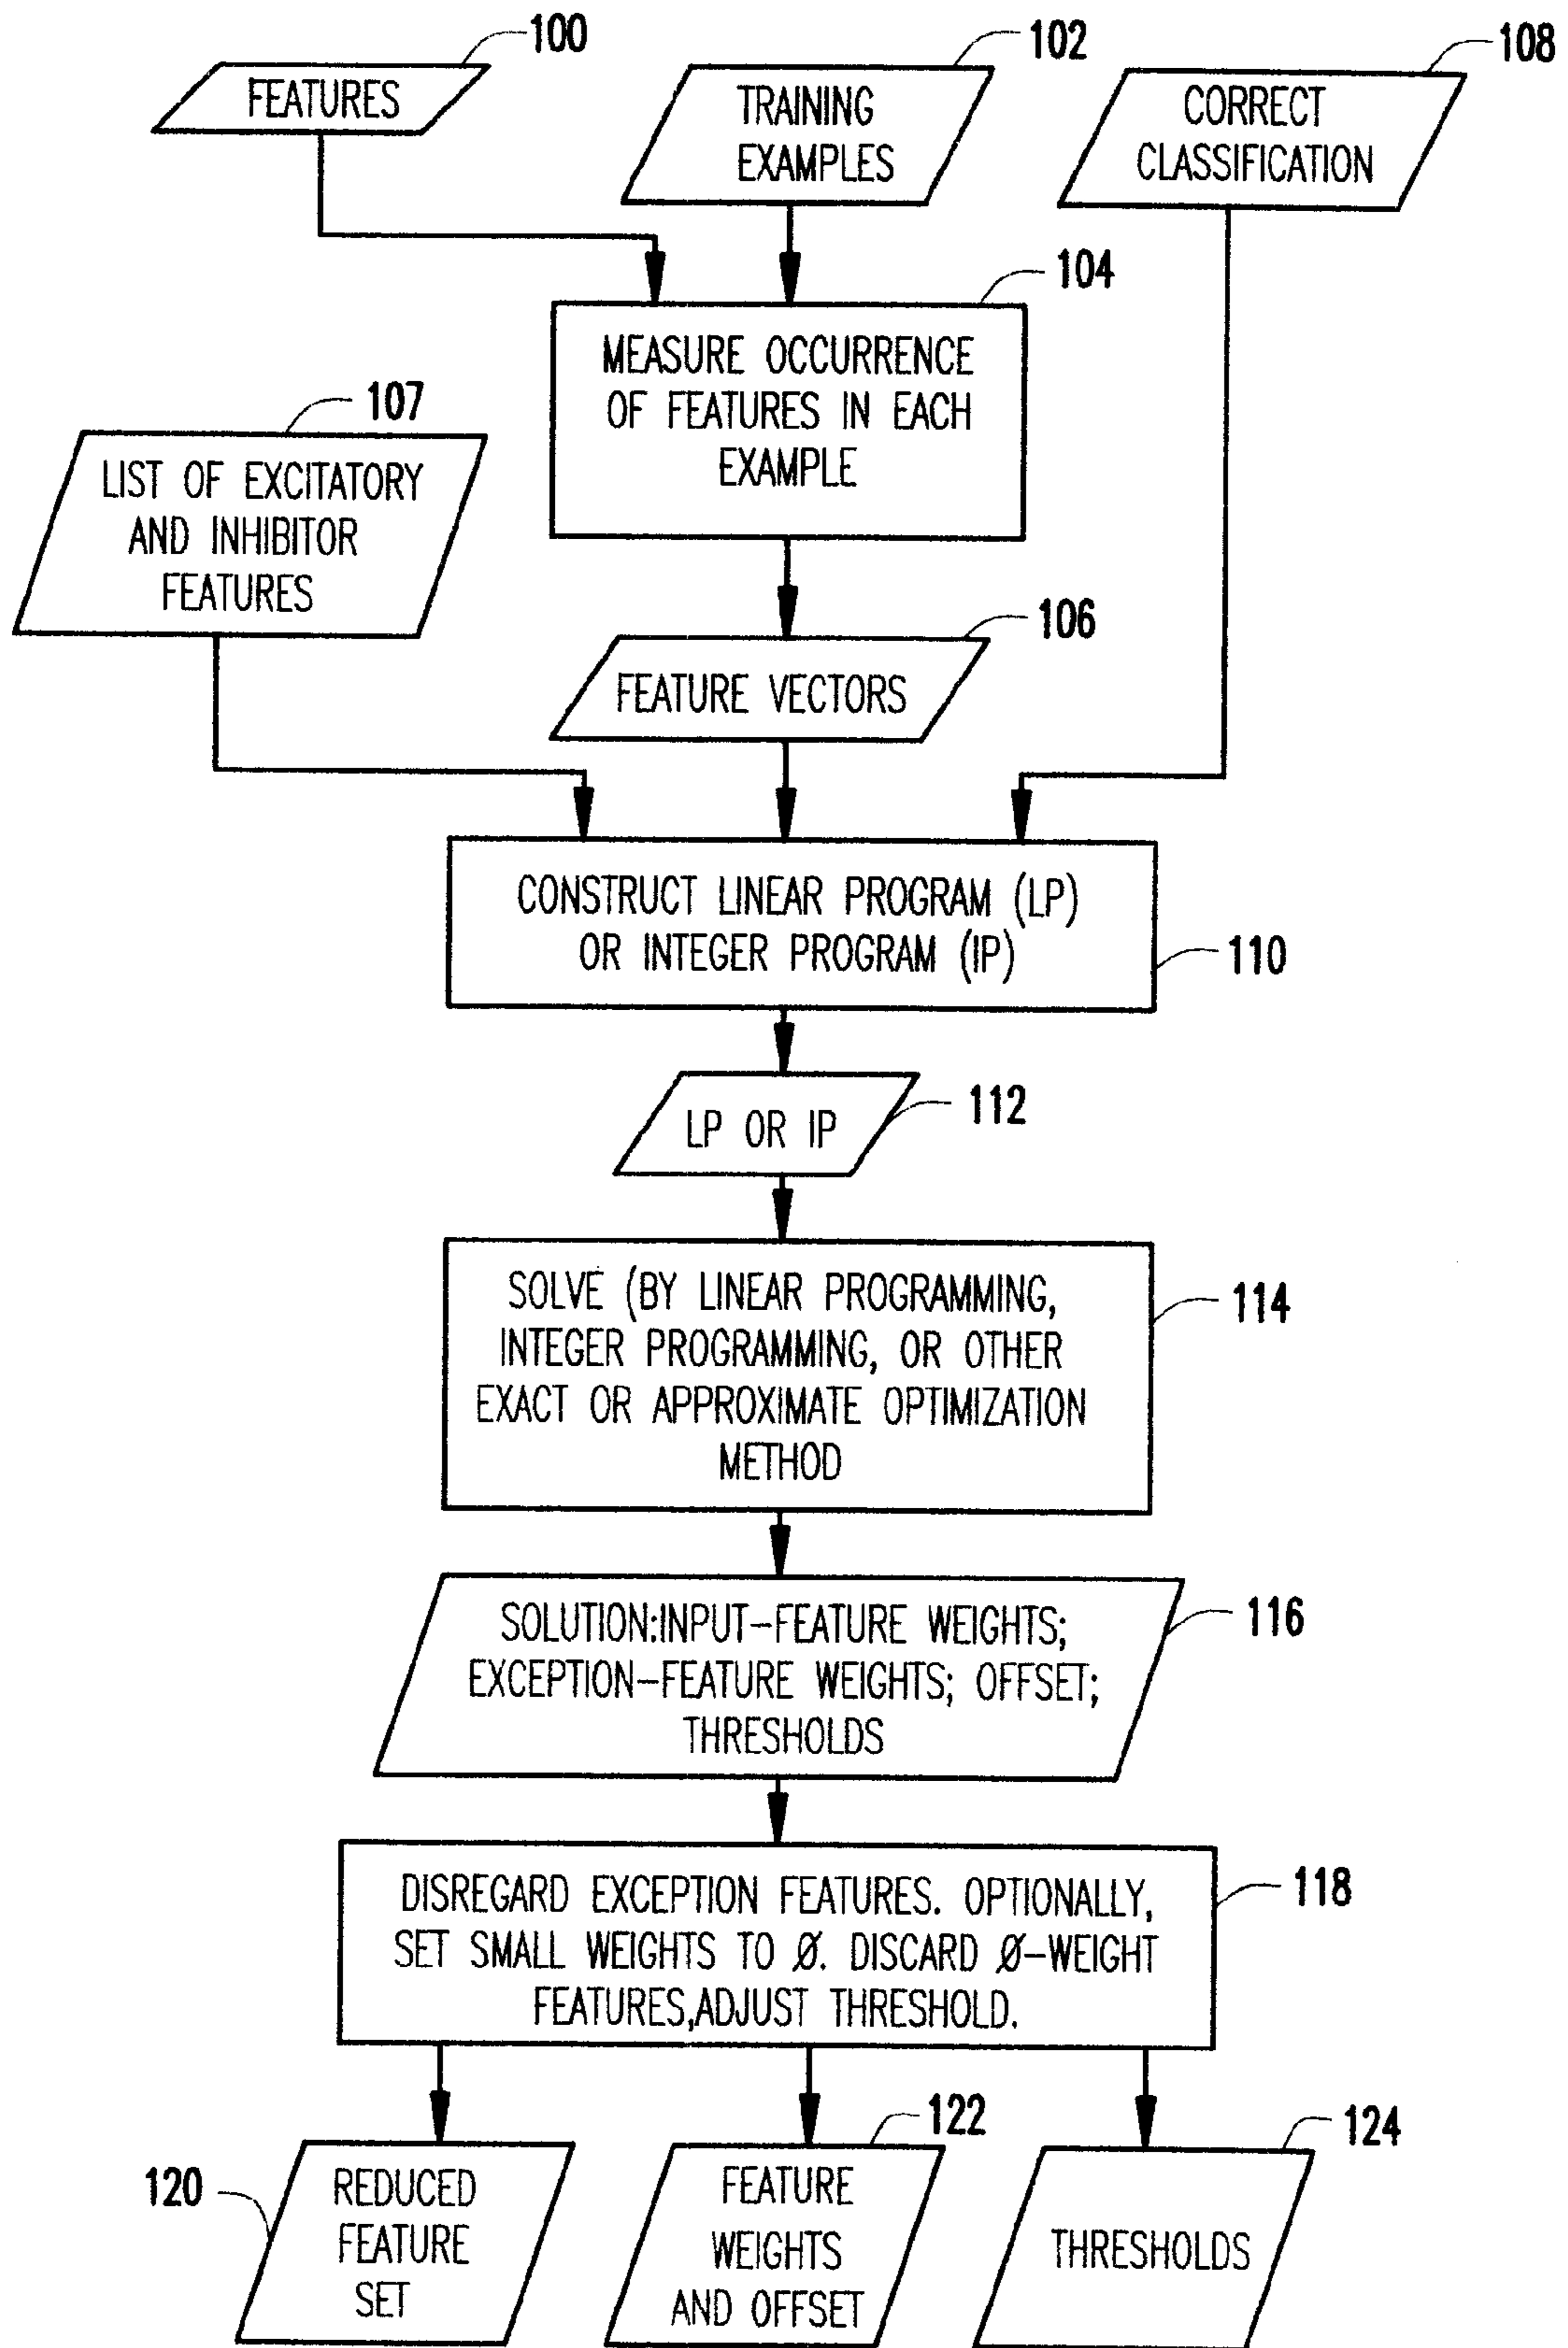 100
FEATURES
102
TRAINING
EXAMPLES
108
CORRECT
CLASSIFICATION
104
MEASURE OCCURRENCE
OF FEATURES IN EACH
EXAMPLE
107
LIST OF EXCITATORY
AND INHIBITOR
FEATURES
106
FEATURE VECTORS
CONSTRUCT LINEAR PROGRAM (LP)
OR INTEGER PROGRAM (IP)
110
LP OR IP
112
SOLVE (BY LINEAR PROGRAMMING,
INTEGER PROGRAMMING, OR OTHER
EXACT OR APPROXIMATE OPTIMIZATION
METHOD
114
SOLUTION:INPUT-FEATURE WEIGHTS;
EXCEPTION-FEATURE WEIGHTS; OFFSET;
THRESHOLDS
116
DISREGARD EXCEPTION FEATURES. OPTIONALLY,
SET SMALL WEIGHTS TO Ø. DISCARD Ø-WEIGHT
FEATURES,ADJUST THRESHOLD.
118
120
REDUCED
FEATURE
SET
122
FEATURE
WEIGHTS
AND OFFSET
124
THRESHOLDS